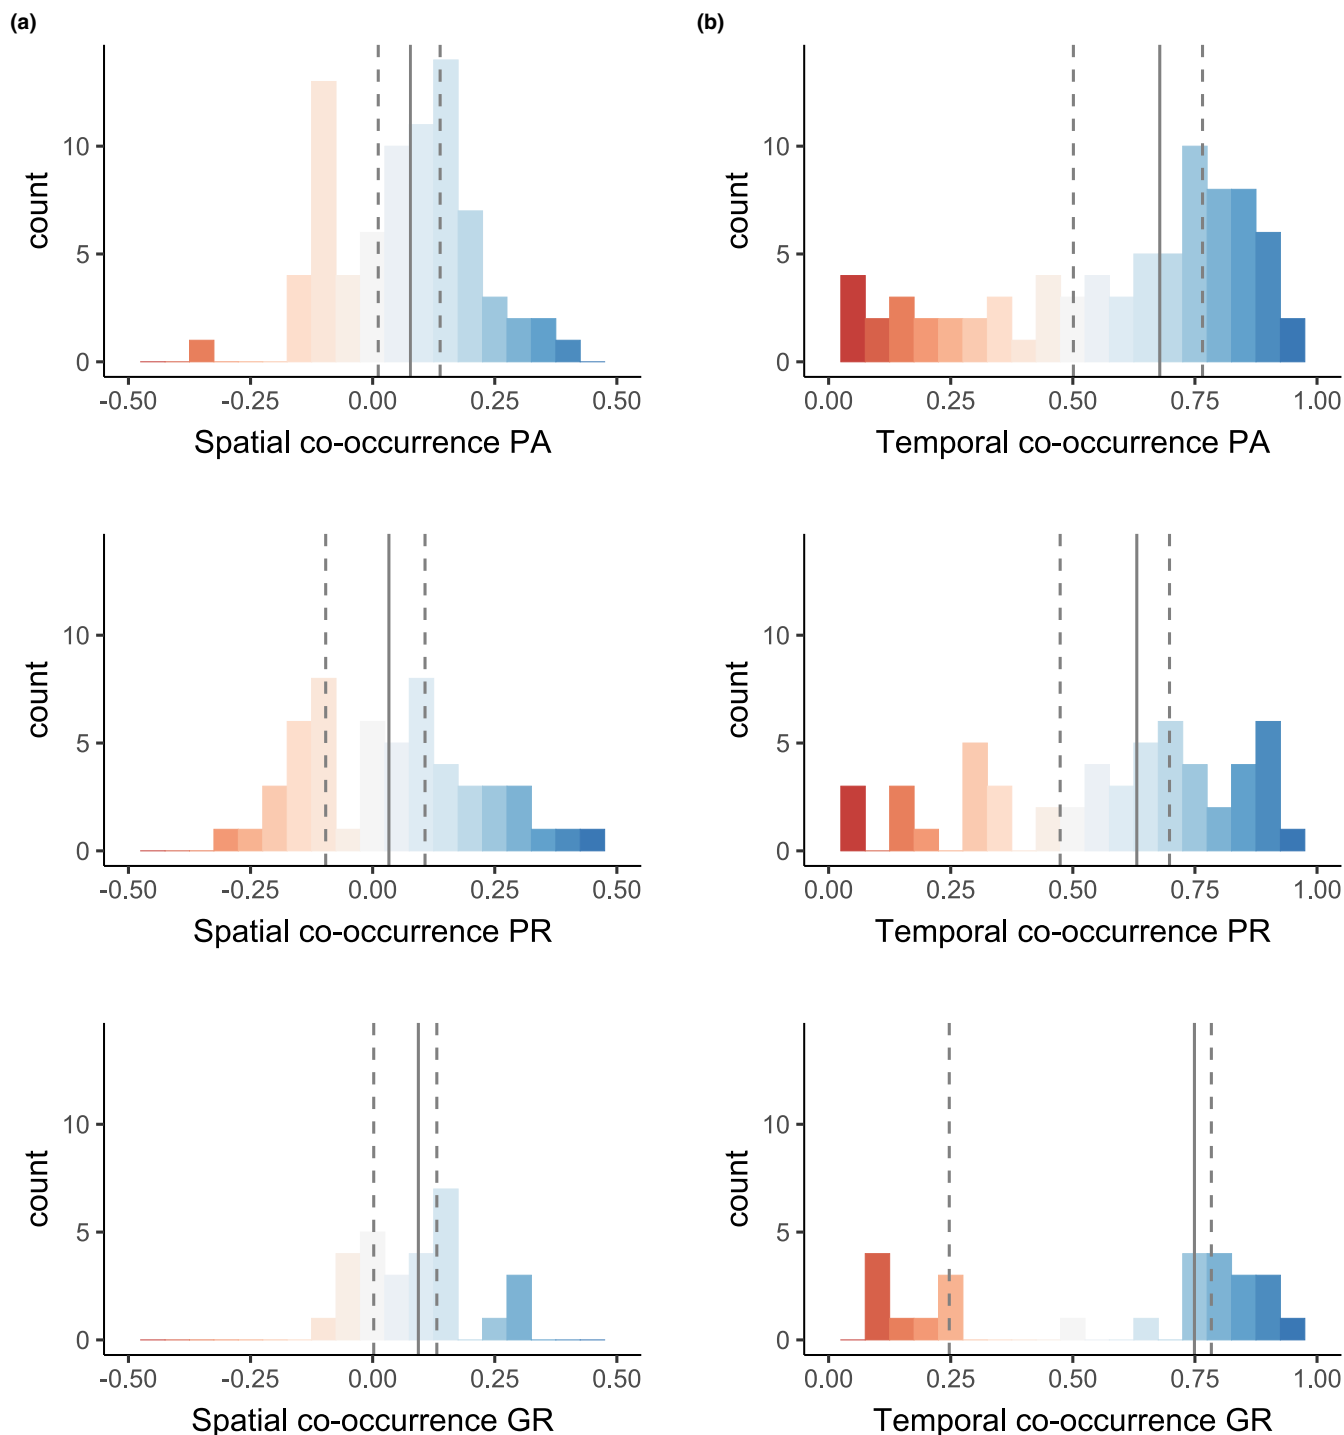 (a)
count
10
5
0
-0.50 -0.25 0.00 0.25 0.50
Spatial co-occurrence PA
(b)
count
10
5
0
0.00 0.25 0.50 0.75 1.00
Temporal co-occurrence PA
count
10
5
0
-0.50 -0.25 0.00 0.25 0.50
Spatial co-occurrence PR
count
10
5
0
0.00 0.25 0.50 0.75 1.00
Temporal co-occurrence PR
count
10
5
0
-0.50 -0.25 0.00 0.25 0.50
Spatial co-occurrence GR
count
10
5
0
0.00 0.25 0.50 0.75 1.00
Temporal co-occurrence GR